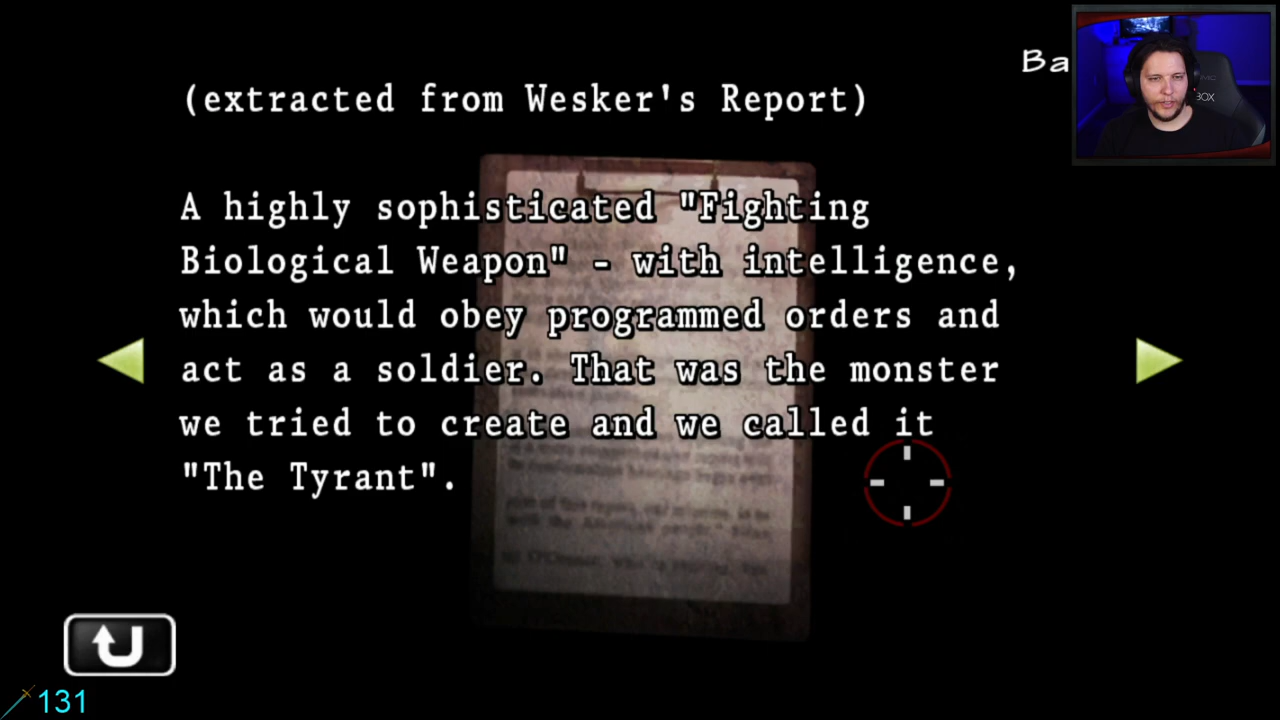 Ba
(extracted from Wesker's Report)
A highly sophisticated "Fighting
Biological Weapon" - with intelligence,
which would obey programmed orders and
act as a soldier. That was the monster
we tried to create and we called it
"The Tyrant".
131